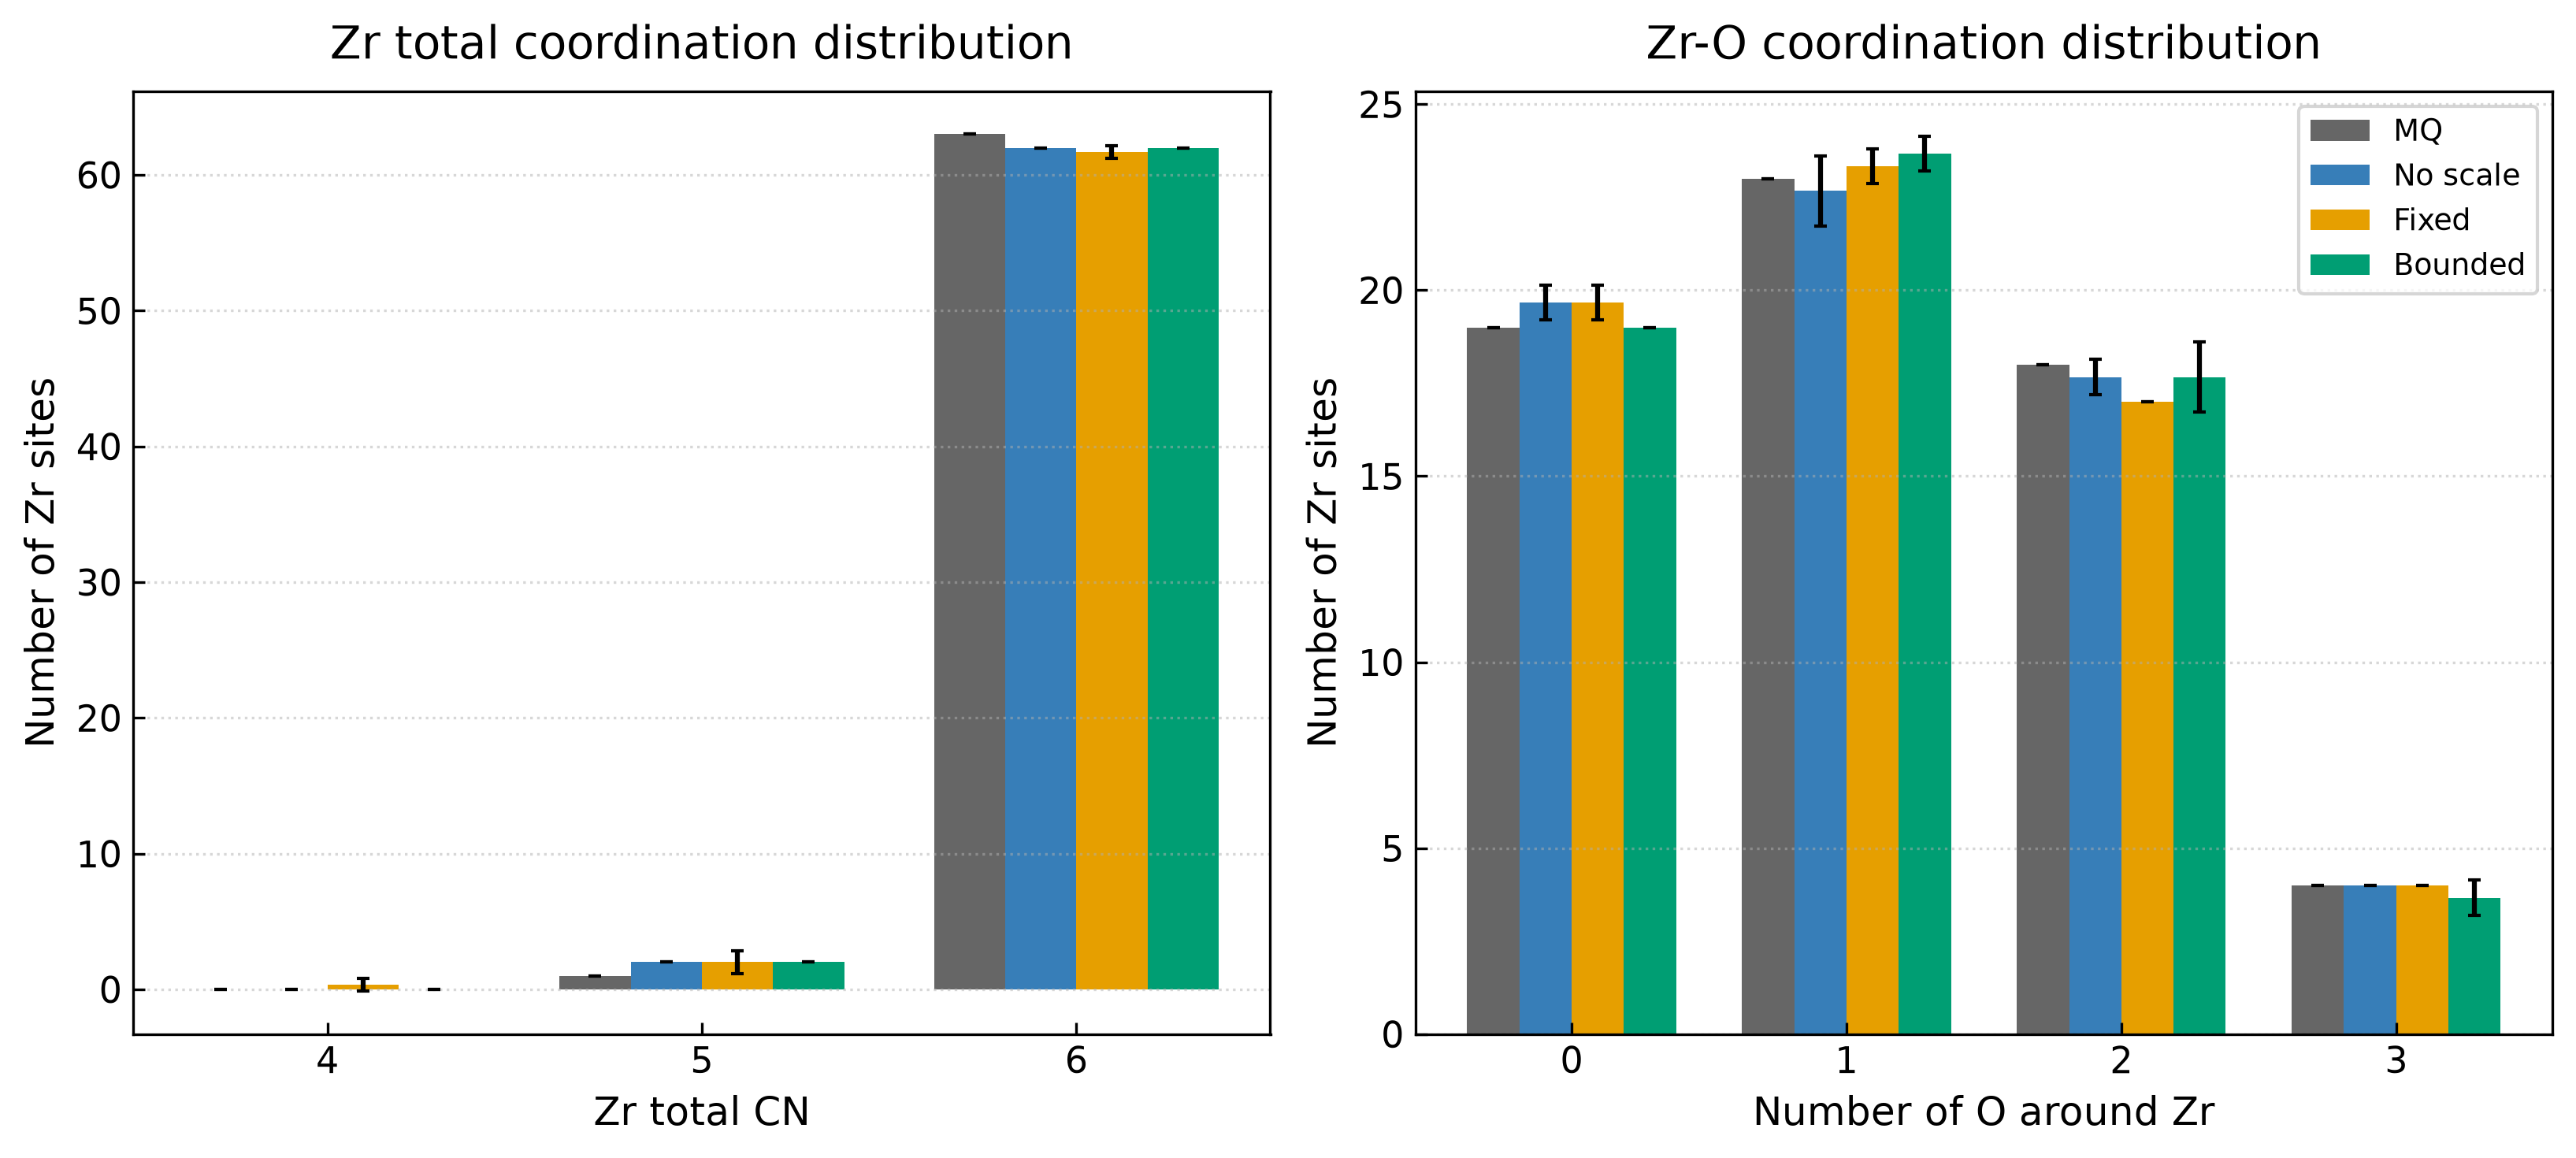 Zr total coordination distribution
Number of Zr sites
60
50
40
30
20
10
0
4 5 6
Zr total CN
Zr-O coordination distribution
Number of Zr sites
25
20
15
10
5
0
0 1 2 3
Number of O around Zr
MQ
No scale
Fixed
Bounded